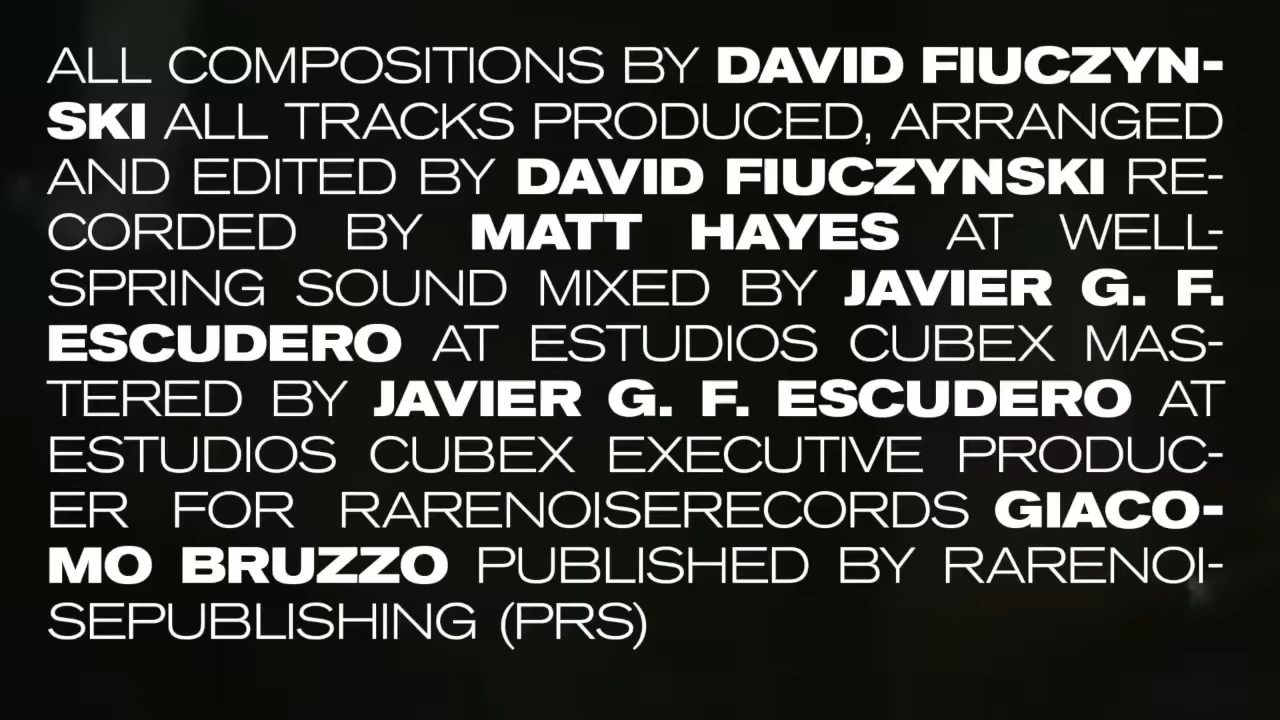 ALL COMPOSITIONS BY DAVID FIUCZYN-
SKI ALL TRACKS PRODUCED, ARRANGED
AND EDITED BY DAVID FIUCZYNSKI RE-
CORDED BY MATT HAYES AT WELL-
SPRING SOUND MIXED BY JAVIER G. F.
ESCUDERO AT ESTUDIOS CUBEX MAS-
TERED BY JAVIER G. F. ESCUDERO AT
ESTUDIOS CUBEX EXECUTIVE PRODUC-
ER FOR RARENOISERECORDS GIACO-
MO BRUZZO PUBLISHED BY RARENOI-
SEPUBLISHING (PRS)